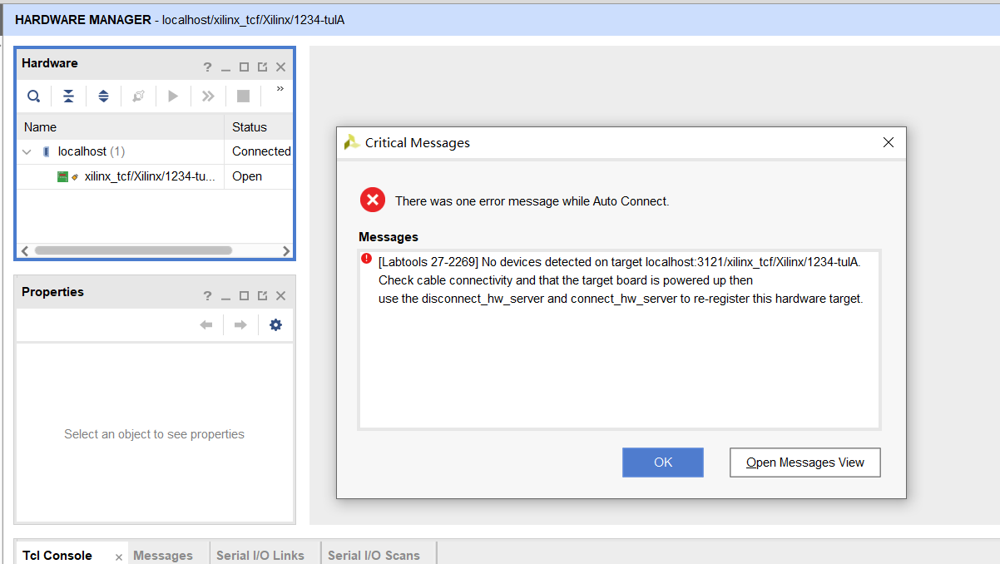 HARDWARE MANAGER - localhost/xilinx_tcf/Xilinx/1234-tulA
Hardware
?
»
Name Status
localhost (1) Connected
xilinx_tcf/Xilinx/1234-tu... Open
Critical Messages
There was one error message while Auto Connect.
Messages
[Labtools 27-2269] No devices detected on target localhost:3121/xilinx_tcf/Xilinx/1234-tulA.
Check cable connectivity and that the target board is powered up then
use the disconnect_hw_server and connect_hw_server to re-register this hardware target.
OK Open Messages View
Properties
?
Select an object to see properties
Tcl Console Messages Serial I/O Links Serial I/O Scans